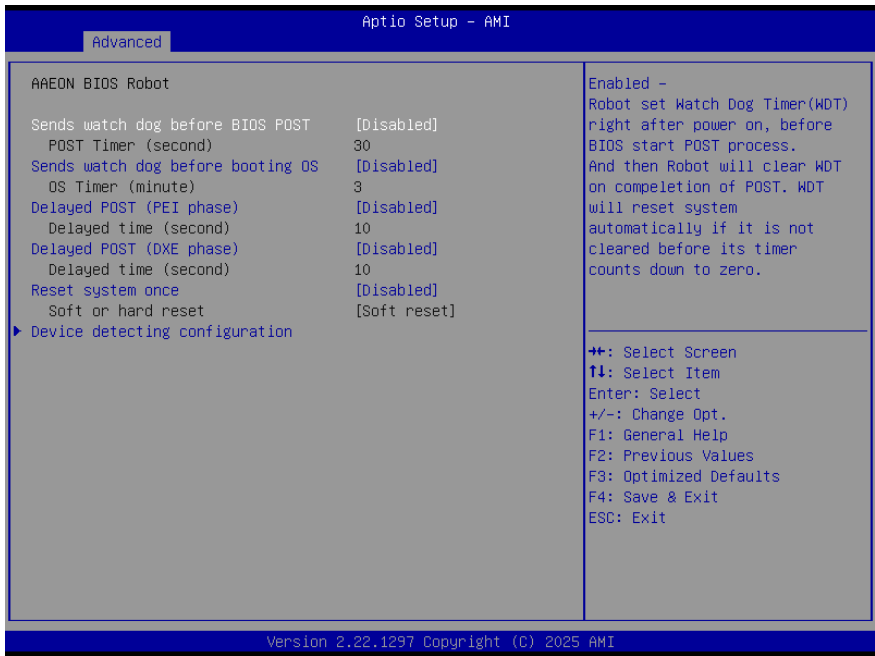 Aptio Setup – AMI
Advanced
AAEON BIOS Robot
Sends watch dog before BIOS POST [Disabled]
POST Timer (second) 30
Sends watch dog before booting OS [Disabled]
OS Timer (minute) 3
Delayed POST (PEI phase) [Disabled]
Delayed time (second) 10
Delayed POST (DXE phase) [Disabled]
Delayed time (second) 10
Reset system once [Disabled]
Soft or hard reset [Soft reset]
Device detecting configuration
Enabled –
Robot set Watch Dog Timer(WDT)
right after power on, before
BIOS start POST process.
And then Robot will clear WDT
on compeletion of POST. WDT
will reset system
automatically if it is not
cleared before its timer
counts down to zero.
→←: Select Screen
↑↓: Select Item
Enter: Select
+/-: Change Opt.
F1: General Help
F2: Previous Values
F3: Optimized Defaults
F4: Save & Exit
ESC: Exit
Version 2.22.1297 Copyright (C) 2025 AMI